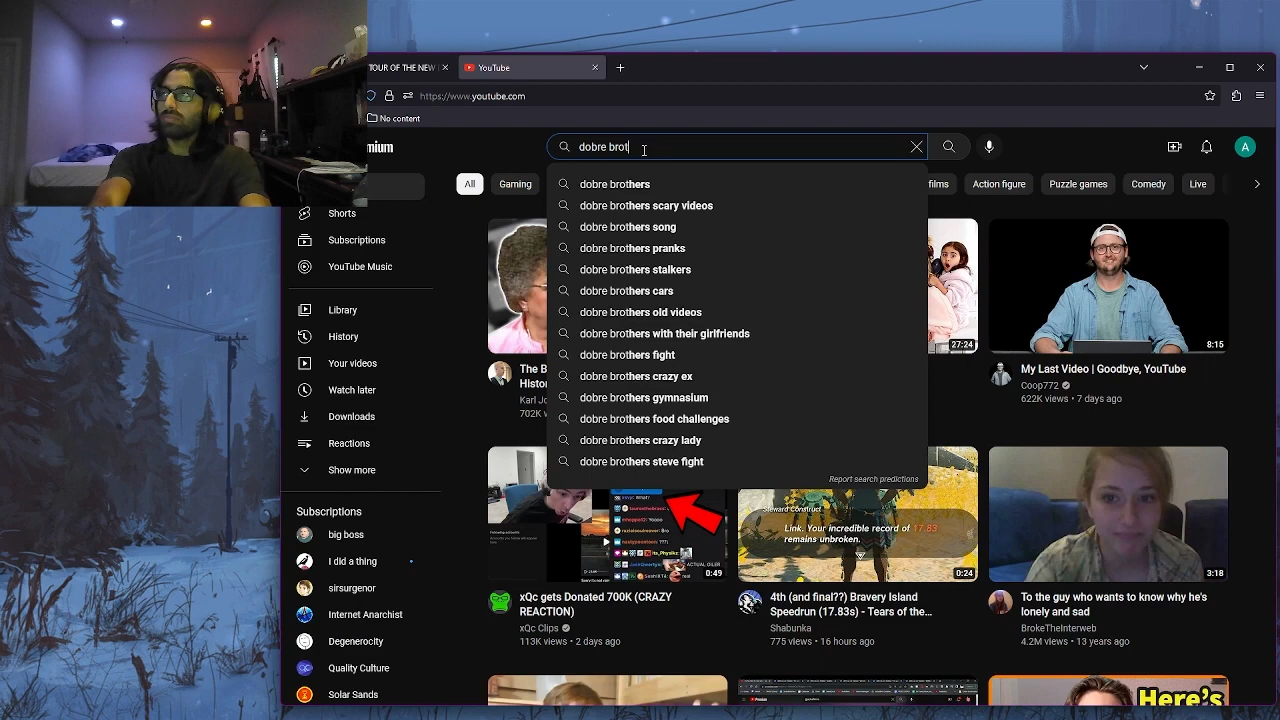 TOUR OF THE NEW
YouTube
https://www.youtube.com
No content
mium
dobre brot
All
Gaming
films
Action figure
Puzzle games
Comedy
Live
dobre brothers
dobre brothers scary videos
dobre brothers song
dobre brothers pranks
dobre brothers stalkers
dobre brothers cars
dobre brothers old videos
dobre brothers with their girlfriends
dobre brothers fight
dobre brothers crazy ex
dobre brothers gymnasium
dobre brothers food challenges
dobre brothers crazy lady
dobre brothers steve fight
Report search predictions
Shorts
Subscriptions
YouTube Music
Library
History
Your videos
Watch later
Downloads
Reactions
Show more
Subscriptions
big boss
I did a thing
sirsurgenor
Internet Anarchist
Degenerocity
Quality Culture
Solar Sands
A
The B
Histor
Karl Jo
702K
27:24
8:15
My Last Video | Goodbye, YouTube
Coop772
622K views • 7 days ago
0:49
xQc gets Donated 700K (CRAZY
REACTION)
xQc Clips
113K views • 2 days ago
Steward Construct
Link. Your incredible record of 17.83
remains unbroken.
0:24
4th (and final??) Bravery Island
Speedrun (17.83s) - Tears of the...
Shabunka
775 views • 16 hours ago
3:18
To the guy who wants to know why he's
lonely and sad
BrokeTheInterweb
4.2M views • 13 years ago
Here's